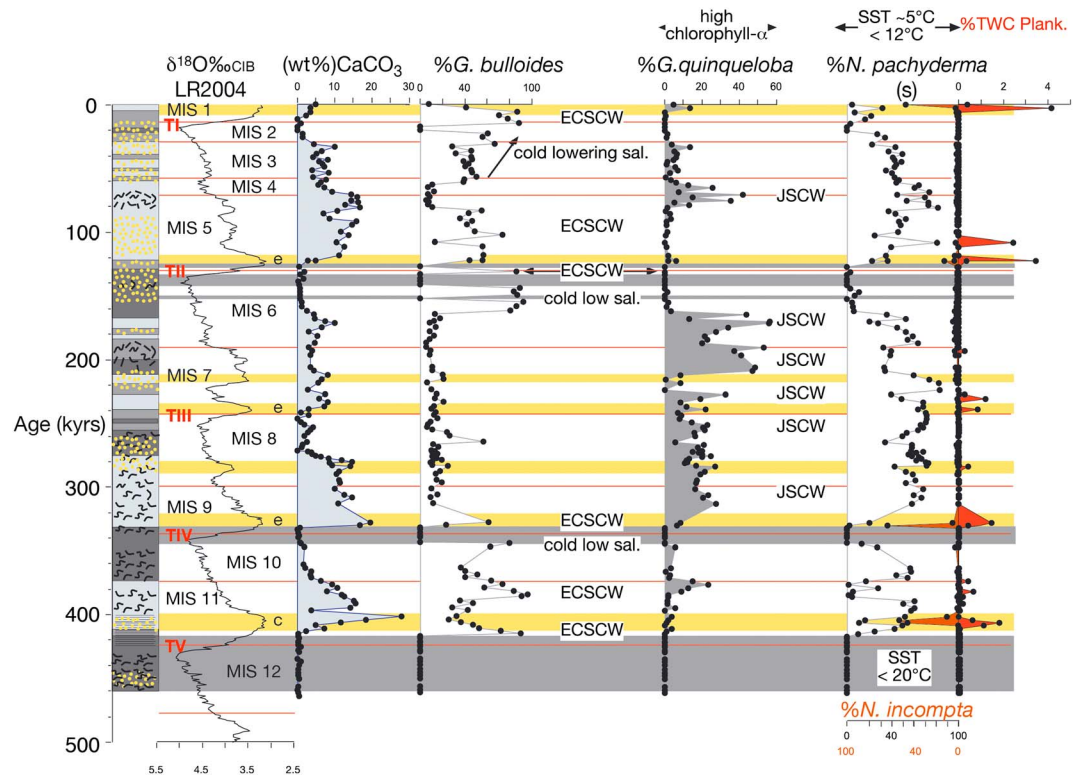 high
chlorophyll-α
SST ~5°C
< 12°C
%TWC Plank.
δ18O‰CIB
LR2004
(wt%)CaCO3
%G. bulloides
%G.quinqueloba
%N. pachyderma
(s)
0 10 20 30
0 40 100
0 20 40 60
0 40 100
0 2 4
Age (kyrs)
0
100
200
300
400
500
MIS 1
TI
MIS 2
MIS 3
MIS 4
MIS 5
e
TII
MIS 6
MIS 7
e
TIII
MIS 8
MIS 9
e
TIV
MIS 10
MIS 11
c
TV
MIS 12
ECSCW
cold lowering sal.
ECSCW
ECSCW
cold low sal.
ECSCW
cold low sal.
ECSCW
ECSCW
JSCW
JSCW
JSCW
JSCW
JSCW
JSCW
SST
< 20°C
%N. incompta
0 40 100
100 40 0
5.5 4.5 3.5 2.5